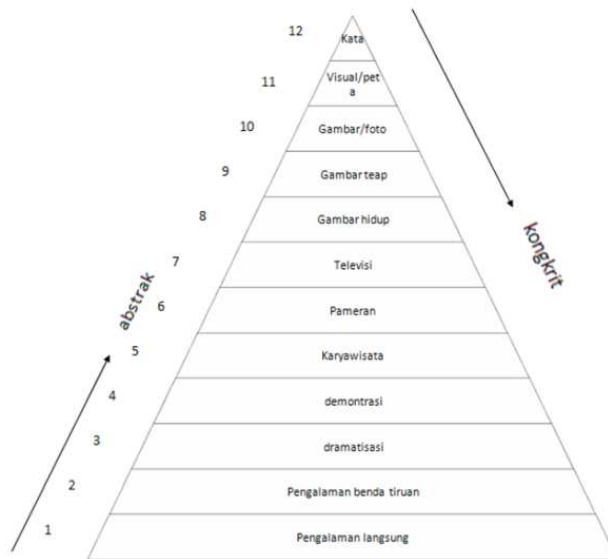 12
Kata
11
Visual/pet
a
10
Gambar/foto
9
Gambar teap
8
Gambar hidup
7
Televisi
6
Pameran
5
Karyawisata
4
demontrasi
3
dramatisasi
2
Pengalaman benda tiruan
1
Pengalaman langsung
abstrak
kongkrit